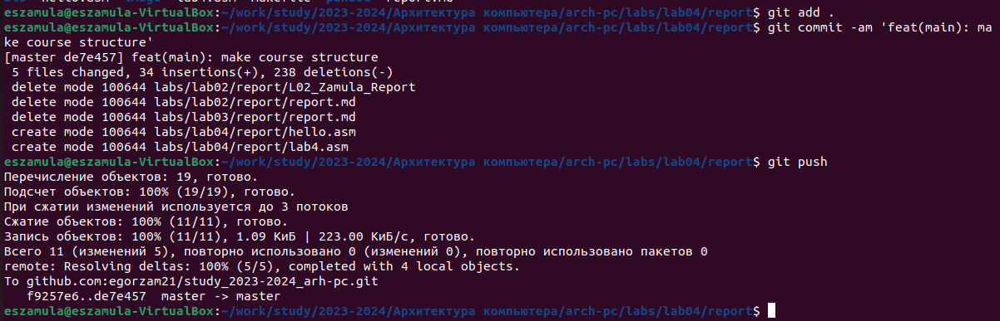 eszamula@eszamula-VirtualBox:~/work/study/2023-2024/Архитектура компьютера/arch-pc/labs/lab04/report$ git add .
eszamula@eszamula-VirtualBox:~/work/study/2023-2024/Архитектура компьютера/arch-pc/labs/lab04/report$ git commit -am 'feat(main): ma
ke course structure'
[master de7e457] feat(main): make course structure
 5 files changed, 34 insertions(+), 238 deletions(-)
 delete mode 100644 labs/lab02/report/L02_Zamula_Report
 delete mode 100644 labs/lab02/report/report.md
 delete mode 100644 labs/lab03/report/report.md
 create mode 100644 labs/lab04/report/hello.asm
 create mode 100644 labs/lab04/report/lab4.asm
eszamula@eszamula-VirtualBox:~/work/study/2023-2024/Архитектура компьютера/arch-pc/labs/lab04/report$ git push
Перечисление объектов: 19, готово.
Подсчет объектов: 100% (19/19), готово.
При сжатии изменений используется до 3 потоков
Сжатие объектов: 100% (11/11), готово.
Запись объектов: 100% (11/11), 1.09 КиБ | 223.00 КиБ/с, готово.
Всего 11 (изменений 5), повторно использовано 0 (изменений 0), повторно использовано пакетов 0
remote: Resolving deltas: 100% (5/5), completed with 4 local objects.
To github.com:egorzam21/study_2023-2024_arh-pc.git
   f9257e6..de7e457  master -> master
eszamula@eszamula-VirtualBox:~/work/study/2023-2024/Архитектура компьютера/arch-pc/labs/lab04/report$